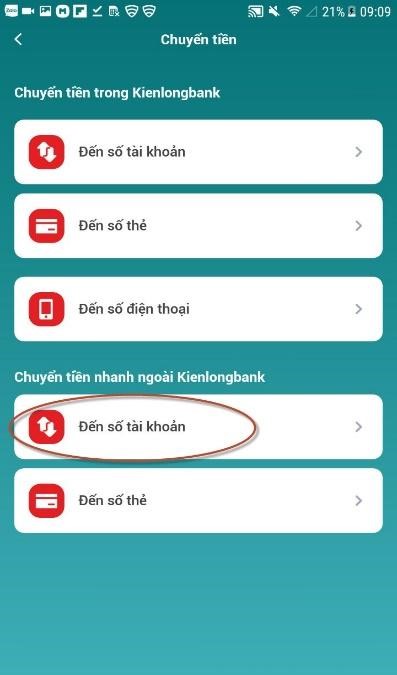 Zalo
21% 09:09
Chuyển tiền
Chuyển tiền trong Kienlongbank
Đến số tài khoản
Đến số thẻ
Đến số điện thoại
Chuyển tiền nhanh ngoài Kienlongbank
Đến số tài khoản
Đến số thẻ